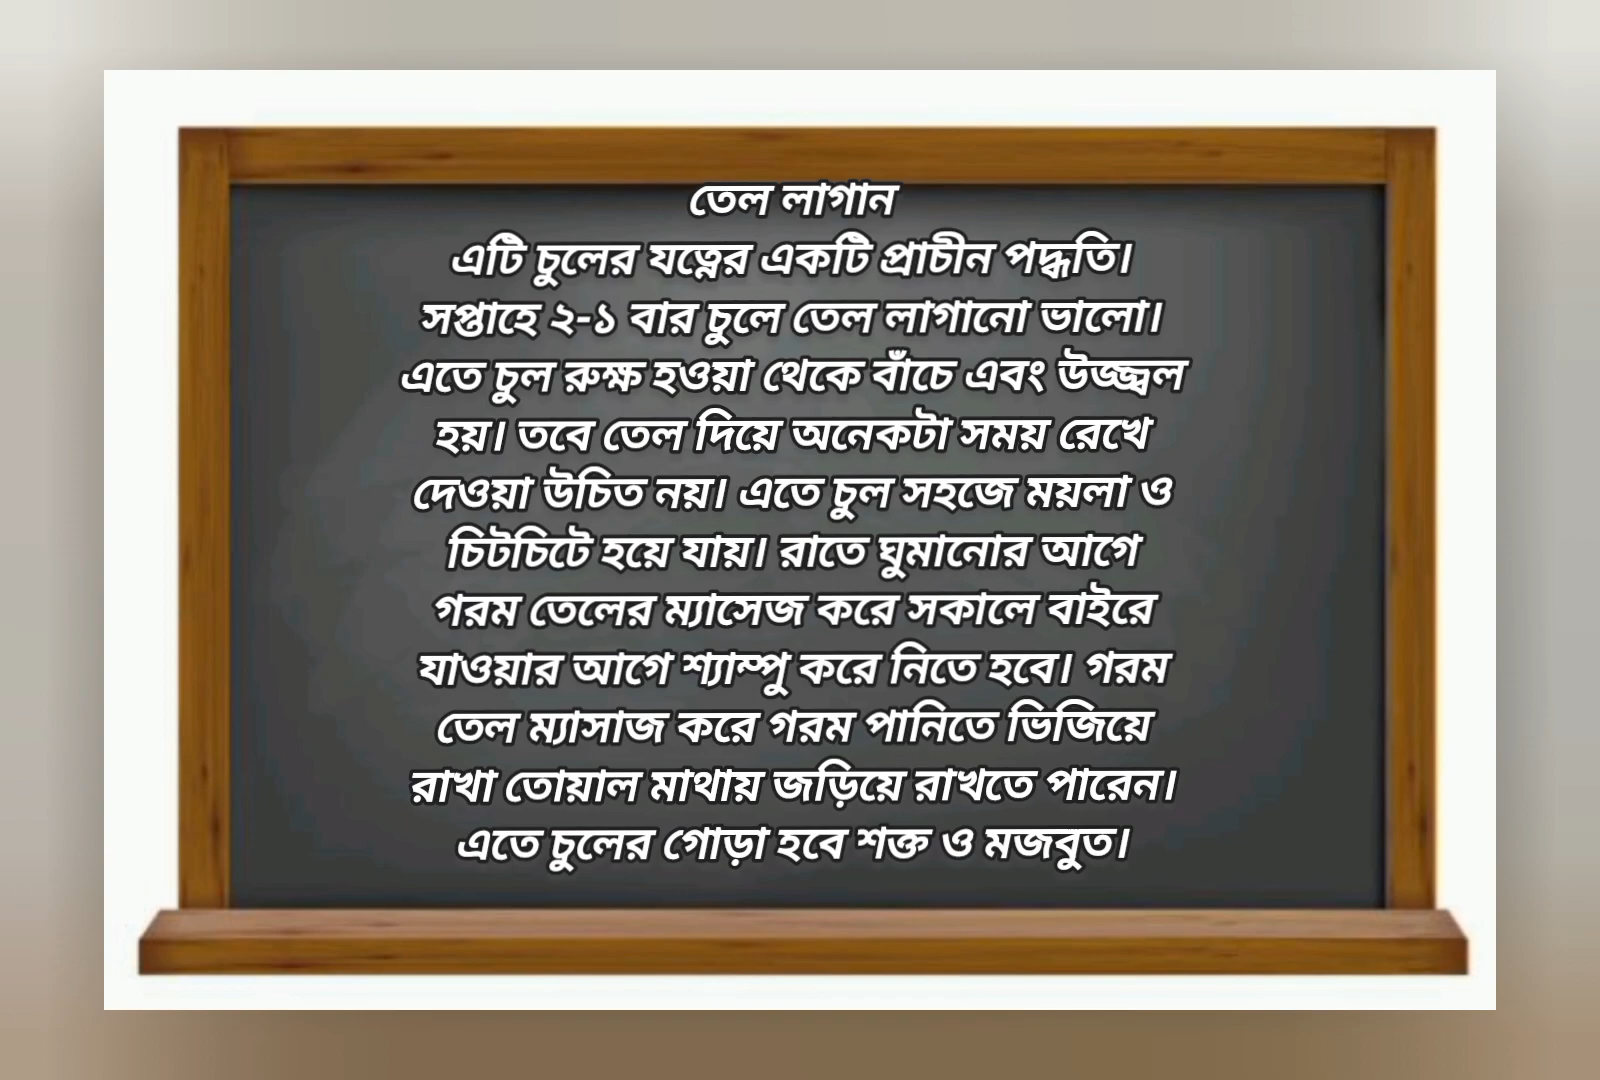 তেল লাগান
এটি চুলের যত্নের একটি প্রাচীন পদ্ধতি।
সপ্তাহে ২-১ বার চুলে তেল লাগানো ভালো।
এতে চুল রুক্ষ হওয়া থেকে বাঁচে এবং উজ্জ্বল
হয়। তবে তেল দিয়ে অনেকটা সময় রেখে
দেওয়া উচিত নয়। এতে চুল সহজে ময়লা ও
চিটচিটে হয়ে যায়। রাতে ঘুমানোর আগে
গরম তেলের ম্যাসেজ করে সকালে বাইরে
যাওয়ার আগে শ্যাম্পু করে নিতে হবে। গরম
তেল ম্যাসাজ করে গরম পানিতে ভিজিয়ে
রাখা তোয়াল মাথায় জড়িয়ে রাখতে পারেন।
এতে চুলের গোড়া হবে শক্ত ও মজবুত।